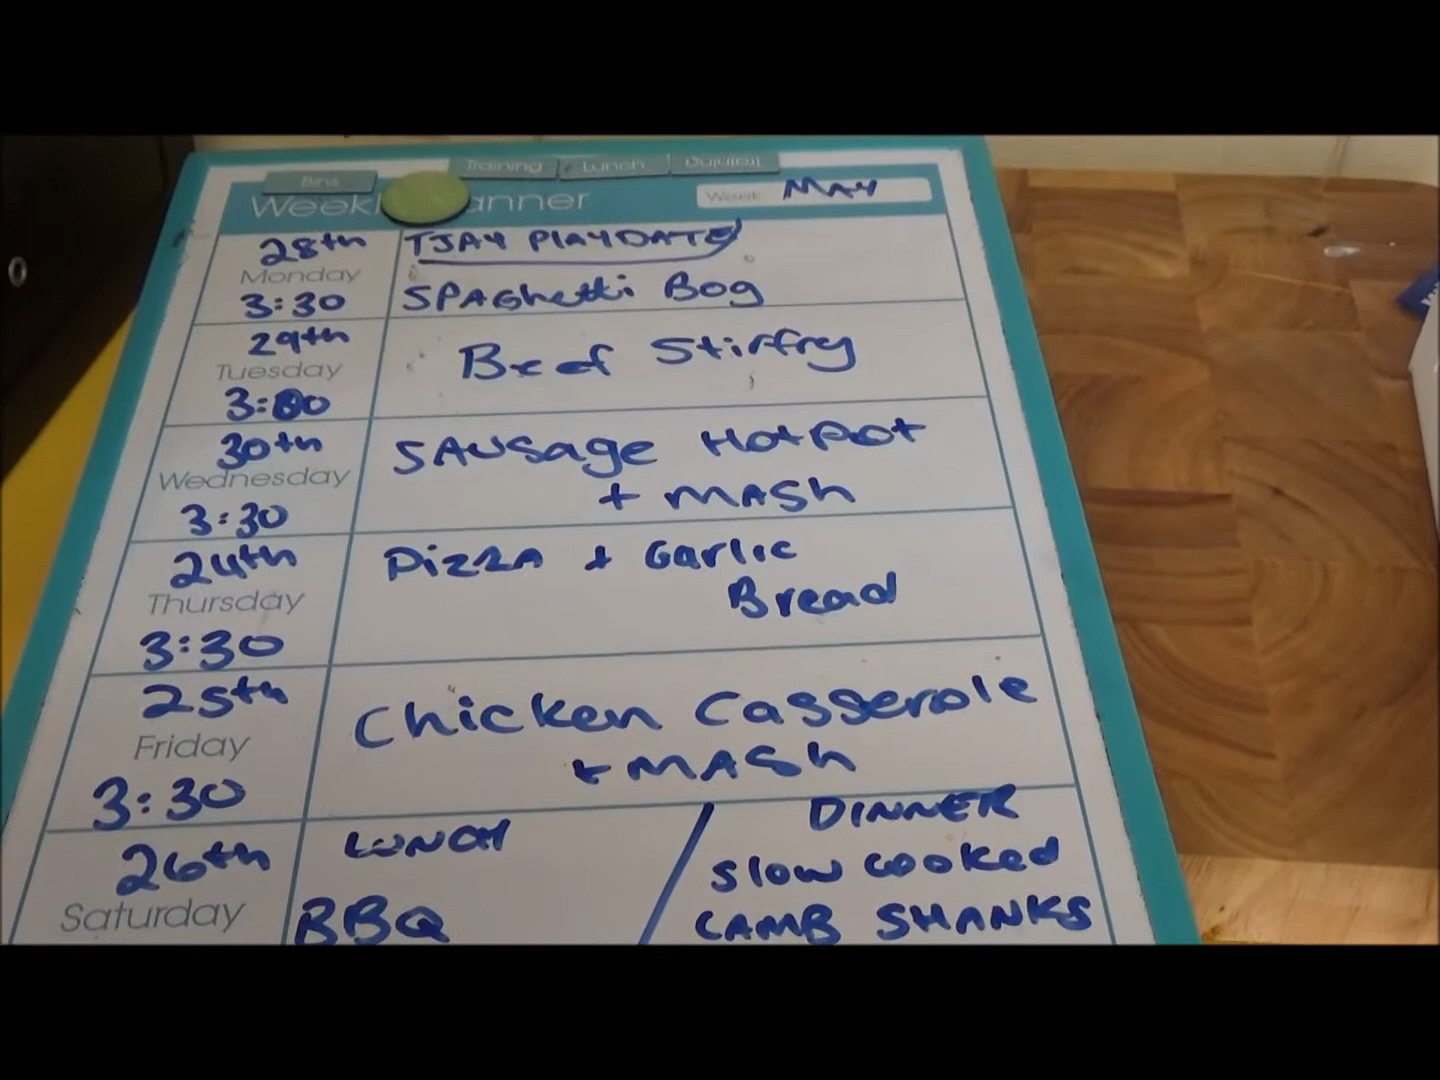 Bins
Training
Lunch
Training
Weekl anner
Week: MAY
28th
Monday
3:30
TJAY PLAYDATE
SPAGhetti Bog
29th
Tuesday
3:00
Beef Stirfry
30th
Wednesday
3:30
SAUSage HotPot
+ MASh
24th
Thursday
3:30
PizzA + Garlic
Bread
25th
Friday
3:30
Chicken Casserole
+ MASh
26th
Saturday
LUNCH
BBQ
DINNER
Slow cooked
LAMB SHANKS